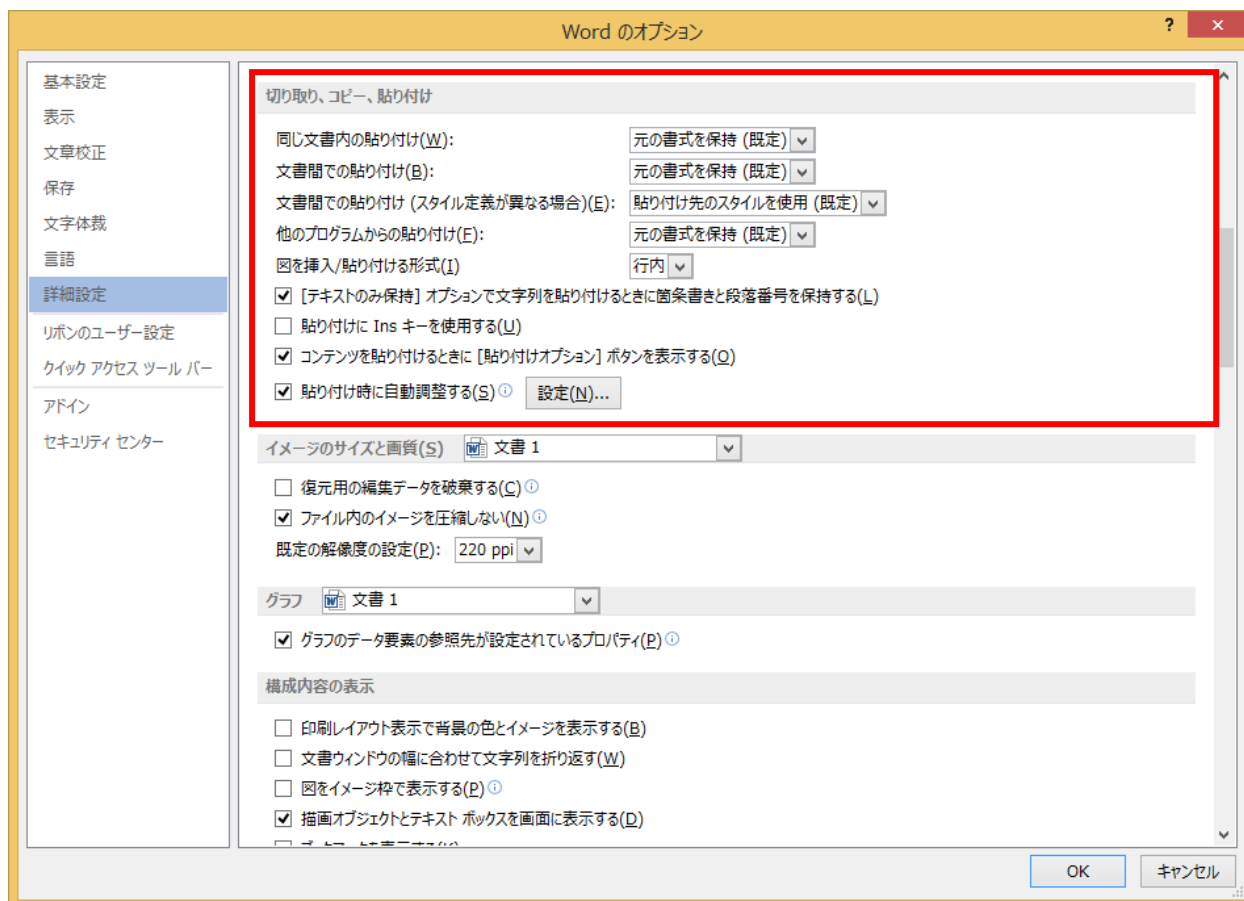 Word のオプション
?
基本設定
表示
文章校正
保存
文字体裁
言語
詳細設定
リボンのユーザー設定
クイック アクセス ツール バー
アドイン
セキュリティ センター
切り取り、コピー、貼り付け
同じ文書内の貼り付け(W): 元の書式を保持 (既定)
文書間での貼り付け(B): 元の書式を保持 (既定)
文書間での貼り付け (スタイル定義が異なる場合)(E): 貼り付け先のスタイルを使用 (既定)
他のプログラムからの貼り付け(F): 元の書式を保持 (既定)
図を挿入/貼り付ける形式(I) 行内
[テキストのみ保持] オプションで文字列を貼り付けるときに箇条書きと段落番号を保持する(L)
貼り付けに Ins キーを使用する(U)
コンテンツを貼り付けるときに [貼り付けオプション] ボタンを表示する(O)
貼り付け時に自動調整する(S) 設定(N)...
イメージのサイズと画質(S) 文書 1
復元用の編集データを破棄する(C)
ファイル内のイメージを圧縮しない(N)
既定の解像度の設定(P): 220 ppi
グラフ 文書 1
グラフのデータ要素の参照先が設定されているプロパティ(P)
構成内容の表示
印刷レイアウト表示で背景の色とイメージを表示する(B)
文書ウィンドウの幅に合わせて文字列を折り返す(W)
図をイメージ枠で表示する(P)
描画オブジェクトとテキスト ボックスを画面に表示する(D)
OK キャンセル